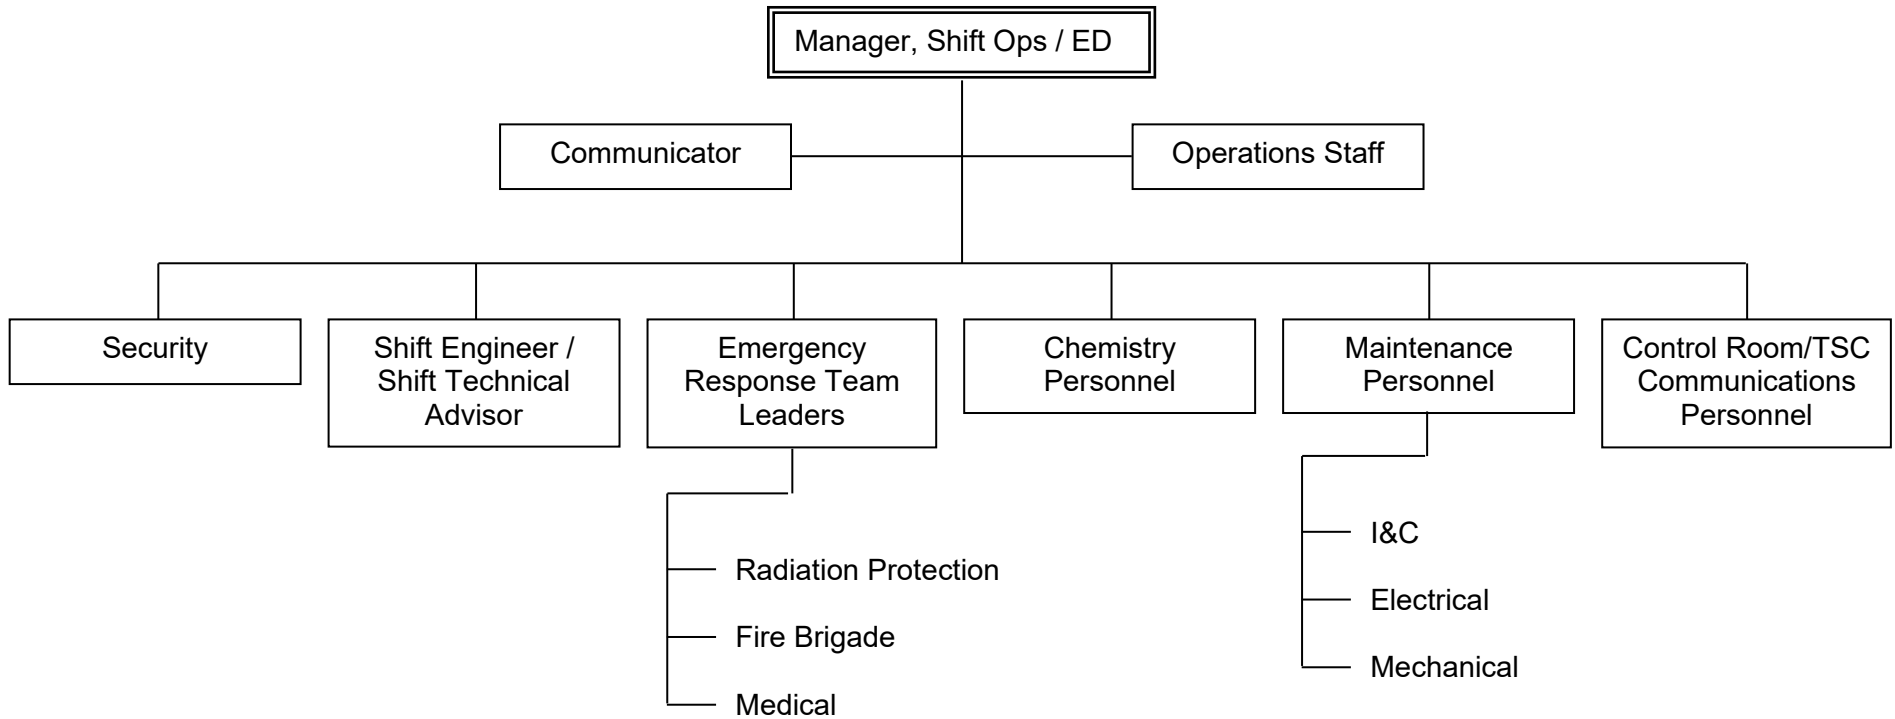 Manager, Shift Ops / ED
Communicator
Operations Staff
Security
Shift Engineer /
Shift Technical
Advisor
Emergency
Response Team
Leaders
Chemistry
Personnel
Maintenance
Personnel
Control Room/TSC
Communications
Personnel
Radiation Protection
Fire Brigade
Medical
I&C
Electrical
Mechanical